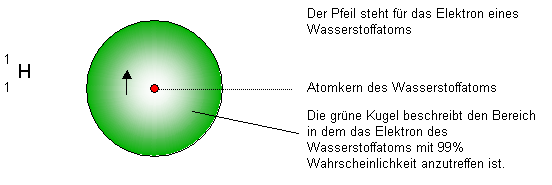 Der Pfeil steht für das Elektron eines
Wasserstoffatoms
1
H
1
Atomkern des Wasserstoffatoms
Die grüne Kugel beschreibt den Bereich
in dem das Elektron des
Wasserstoffatoms mit 99%
Wahrscheinlichkeit anzutreffen ist.